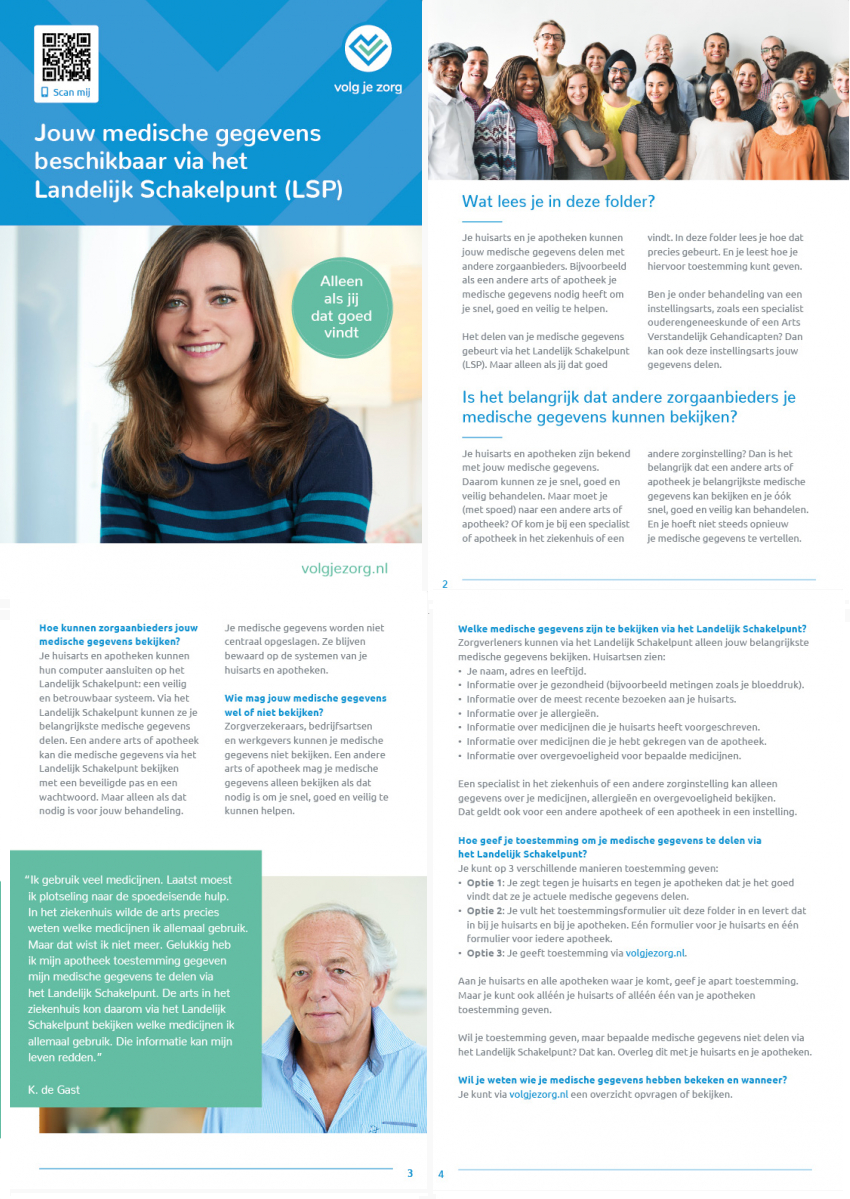 Scan mij
volg je zorg
Jouw medische gegevens
beschikbaar via het
Landelijk Schakelpunt (LSP)
Alleen
als jij
dat goed
vindt
volgjezorg.nl
Wat lees je in deze folder?
Je huisarts en je apotheken kunnen
jouw medische gegevens delen met
andere zorgaanbieders. Bijvoorbeeld
als een andere arts of apotheek je
medische gegevens nodig heeft om
je snel, goed en veilig te helpen.
Het delen van je medische gegevens
gebeurt via het Landelijk Schakelpunt
(LSP). Maar alleen als jij dat goed
vindt. In deze folder lees je hoe dat
precies gebeurt. En je leest hoe je
hiervoor toestemming kunt geven.
Ben je onder behandeling van een
instellingsarts, zoals een specialist
ouderengeneeskunde of een Arts
Verstandelijk Gehandicapten? Dan
kan ook deze instellingsarts jouw
gegevens delen.
Is het belangrijk dat andere zorgaanbieders je
medische gegevens kunnen bekijken?
Je huisarts en apotheken zijn bekend
met jouw medische gegevens.
Daarom kunnen ze je snel, goed en
veilig behandelen. Maar moet je
(met spoed) naar een andere arts of
apotheek? Of kom je bij een specialist
of apotheek in het ziekenhuis of een
andere zorginstelling? Dan is het
belangrijk dat een andere arts of
apotheek je belangrijkste medische
gegevens kan bekijken en je óók
snel, goed en veilig kan behandelen.
En je hoeft niet steeds opnieuw
je medische gegevens te vertellen.
2
Hoe kunnen zorgaanbieders jouw
medische gegevens bekijken?
Je huisarts en apotheken kunnen
hun computer aansluiten op het
Landelijk Schakelpunt: een veilig
en betrouwbaar systeem. Via het
Landelijk Schakelpunt kunnen ze je
belangrijkste medische gegevens
delen. Een andere arts of apotheek
kan die medische gegevens via het
Landelijk Schakelpunt bekijken
met een beveiligde pas en een
wachtwoord. Maar alleen als dat
nodig is voor jouw behandeling.
Je medische gegevens worden niet
centraal opgeslagen. Ze blijven
bewaard op de systemen van je
huisarts en apotheken.
Wie mag jouw medische gegevens
wel of niet bekijken?
Zorgverzekeraars, bedrijfsartsen
en werkgevers kunnen je medische
gegevens niet bekijken. Een andere
arts of apotheek mag je medische
gegevens alleen bekijken als dat
nodig is om je snel, goed en veilig te
kunnen helpen.
"Ik gebruik veel medicijnen. Laatst moest
ik plotseling naar de spoedeisende hulp.
In het ziekenhuis wilde de arts precies
weten welke medicijnen ik allemaal gebruik.
Maar dat wist ik niet meer. Gelukkig heb
ik mijn apotheek toestemming gegeven
mijn medische gegevens te delen via
het Landelijk Schakelpunt. De arts in het
ziekenhuis kon daarom via het Landelijk
Schakelpunt bekijken welke medicijnen ik
allemaal gebruik. Die informatie kan mijn
leven redden."
K. de Gast
3
Welke medische gegevens zijn te bekijken via het Landelijk Schakelpunt?
Zorgverleners kunnen via het Landelijk Schakelpunt alleen jouw belangrijkste
medische gegevens bekijken. Huisartsen zien:
• Je naam, adres en leeftijd.
• Informatie over je gezondheid (bijvoorbeeld metingen zoals je bloeddruk).
• Informatie over de meest recente bezoeken aan je huisarts.
• Informatie over je allergieën.
• Informatie over medicijnen die je huisarts heeft voorgeschreven.
• Informatie over medicijnen die je hebt gekregen van de apotheek.
• Informatie over overgevoeligheid voor bepaalde medicijnen.
Een specialist in het ziekenhuis of een andere zorginstelling kan alleen
gegevens over je medicijnen, allergieën en overgevoeligheid bekijken.
Dat geldt ook voor een andere apotheek of een apotheek in een instelling.
Hoe geef je toestemming om je medische gegevens te delen via
het Landelijk Schakelpunt?
Je kunt op 3 verschillende manieren toestemming geven:
• Optie 1: Je zegt tegen je huisarts en tegen je apotheken dat je het goed
vindt dat ze je actuele medische gegevens delen.
• Optie 2: Je vult het toestemmingsformulier uit deze folder in en levert dat
in bij je huisarts en bij je apotheken. Eén formulier voor je huisarts en één
formulier voor iedere apotheek.
• Optie 3: Je geeft toestemming via volgjezorg.nl.
Aan je huisarts en alle apotheken waar je komt, geef je apart toestemming.
Maar je kunt ook alléén je huisarts of alléén één van je apotheken
toestemming geven.
Wil je toestemming geven, maar bepaalde medische gegevens niet delen via
het Landelijk Schakelpunt? Dat kan. Overleg dit met je huisarts en je apotheken.
Wil je weten wie je medische gegevens hebben bekeken en wanneer?
Je kunt via volgjezorg.nl een overzicht opvragen of bekijken.
4